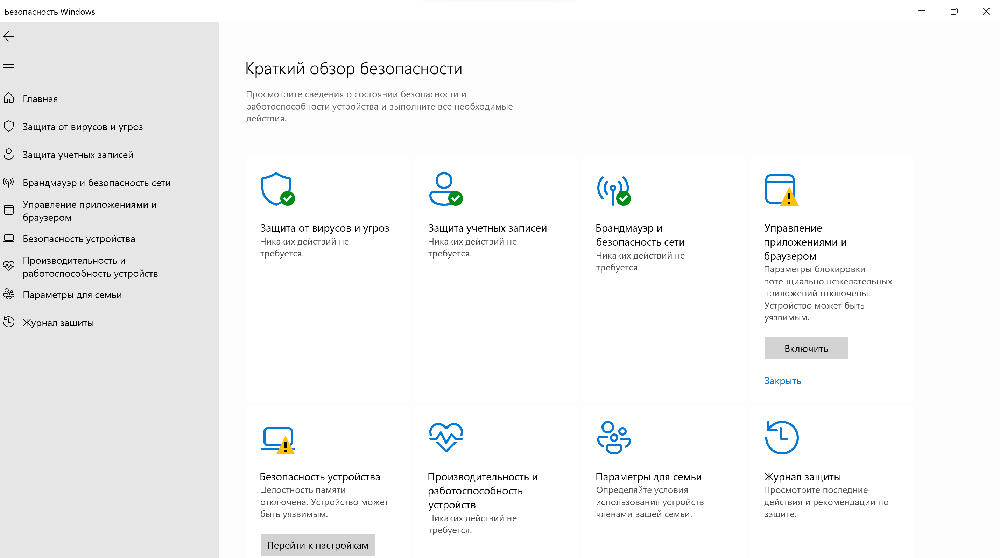 Безопасность Windows
Главная
Защита от вирусов и угроз
Защита учетных записей
Брандмауэр и безопасность сети
Управление приложениями и
браузером
Безопасность устройства
Производительность и
работоспособность устройств
Параметры для семьи
Журнал защиты
Краткий обзор безопасности
Просмотрите сведения о состоянии безопасности и
работоспособности устройства и выполните все необходимые
действия.
Защита от вирусов и угроз
Никаких действий не
требуется.
Защита учетных записей
Никаких действий не
требуется.
Брандмауэр и
безопасность сети
Никаких действий не
требуется.
Управление
приложениями и
браузером
Параметры блокировки
потенциально нежелательных
приложений отключены.
Устройство может быть
уязвимым.
Включить
Закрыть
Безопасность устройства
Целостность памяти
отключена. Устройство может
быть уязвимым.
Перейти к настройкам
Производительность и
работоспособность
устройств
Никаких действий не
требуется.
Параметры для семьи
Определяйте условия
использования устройств
членами вашей семьи.
Журнал защиты
Просмотрите последние
действия и рекомендации по
защите.